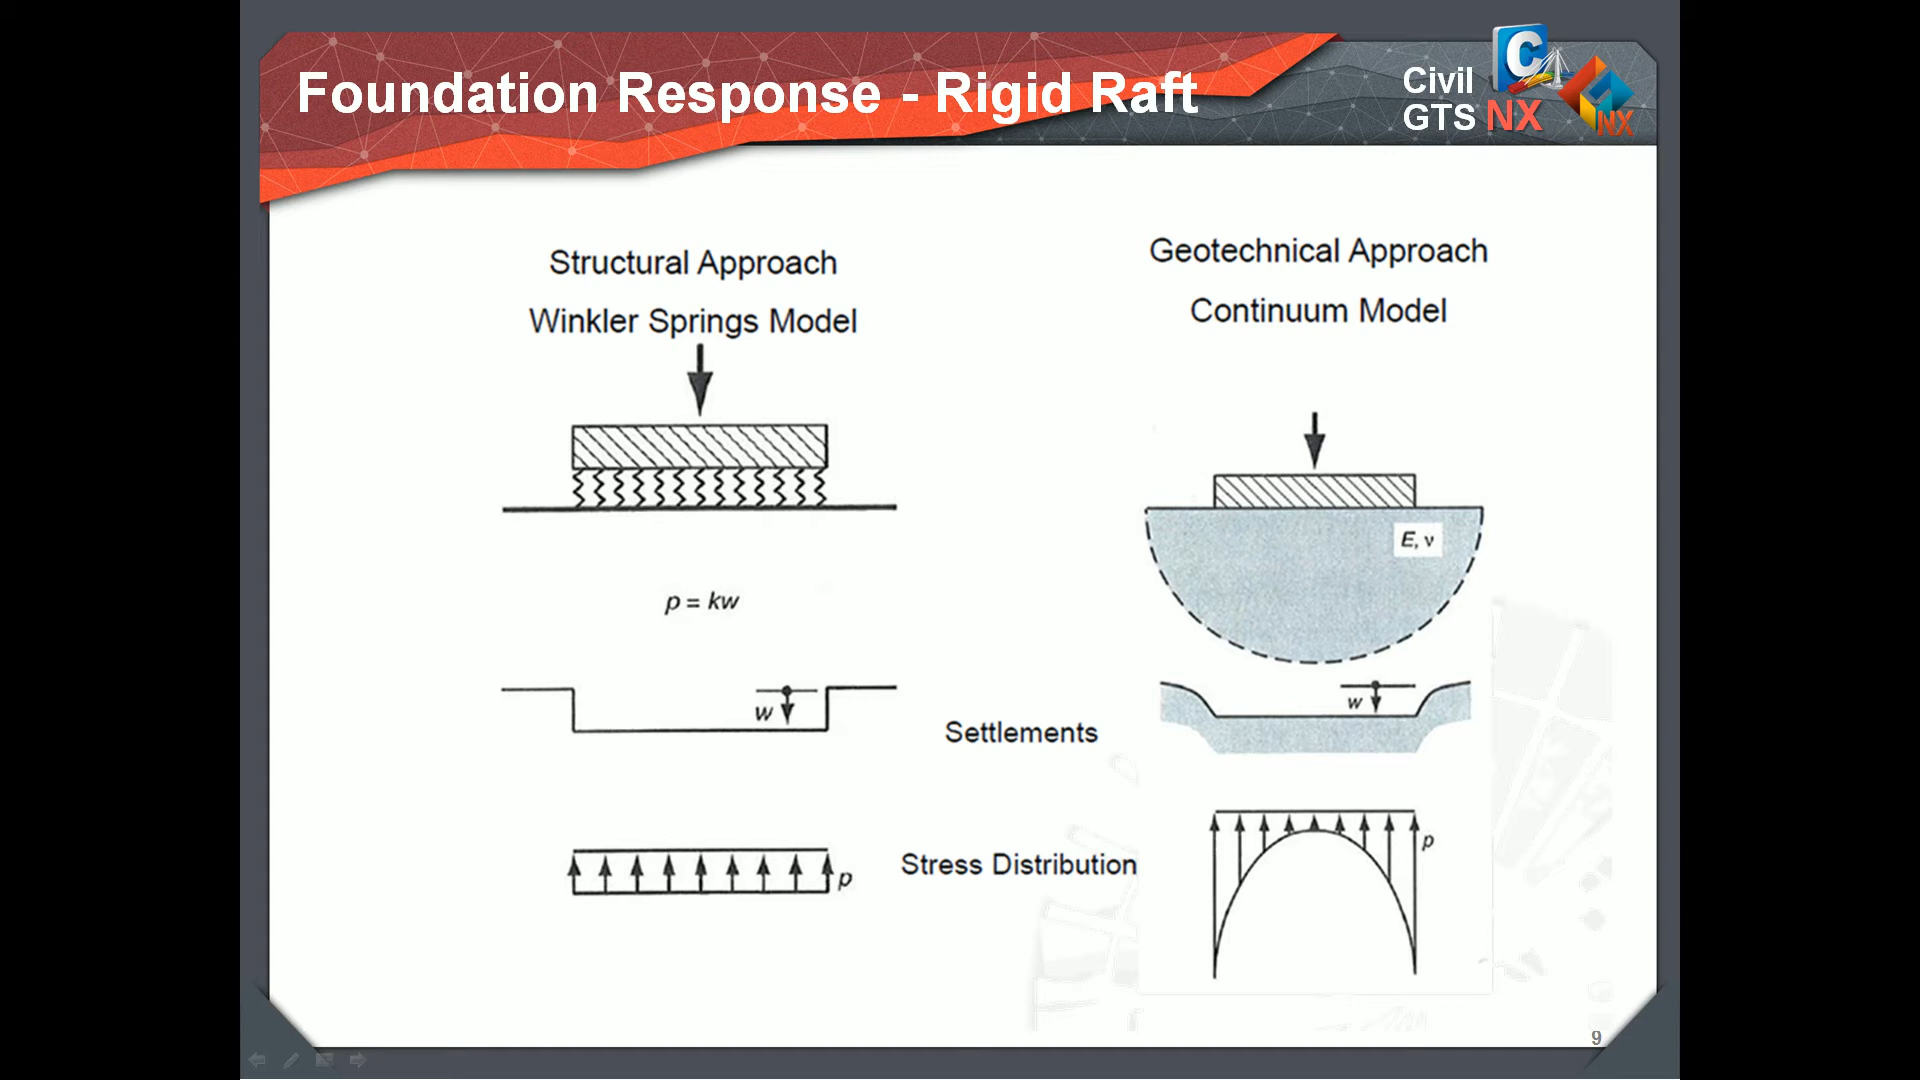 Foundation Response - Rigid Raft
Civil
GTS NX
C
NX
Structural Approach
Winkler Springs Model
p = kw
w
p
Settlements
Stress Distribution
Geotechnical Approach
Continuum Model
E, ν
w
p
9